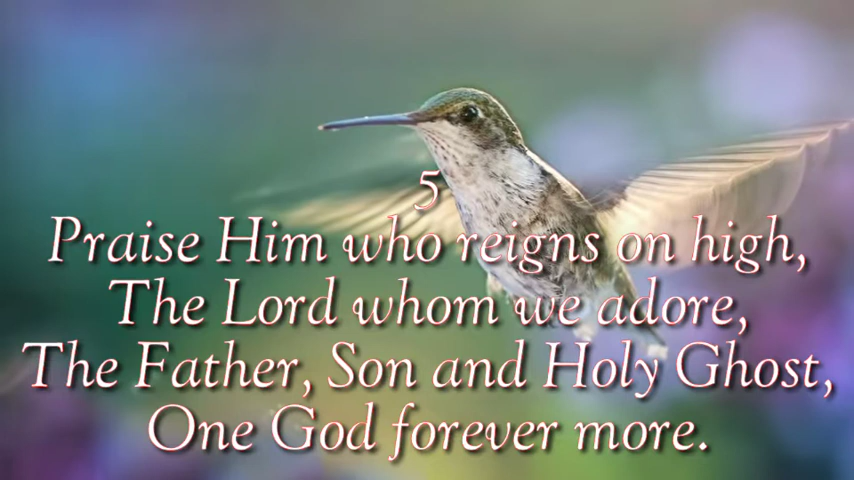 5
Praise Him who reigns on high,
The Lord whom we adore,
The Father, Son and Holy Ghost,
One God forever more.